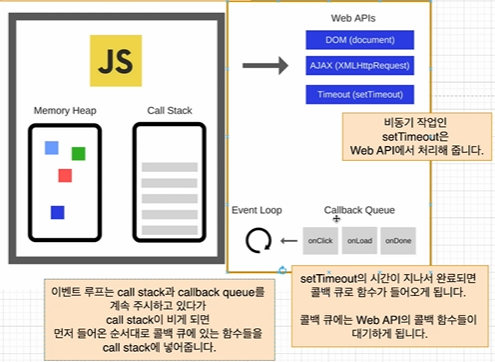 JS
Memory Heap
Call Stack
Web APIs
DOM (document)
AJAX (XMLHttpRequest)
Timeout (setTimeout)
비동기 작업인
setTimeout은
Web API에서 처리해 줍니다.
Event Loop
Callback Queue
onClick
onLoad
onDone
이벤트 루프는 call stack과 callback queue를
계속 주시하고 있다가
call stack이 비게 되면
먼저 들어온 순서대로 콜백 큐에 있는 함수들을
call stack에 넣어줍니다.
setTimeout의 시간이 지나서 완료되면
콜백 큐로 함수가 들어오게 됩니다.
콜백 큐에는 Web API의 콜백 함수들이
대기하게 됩니다.